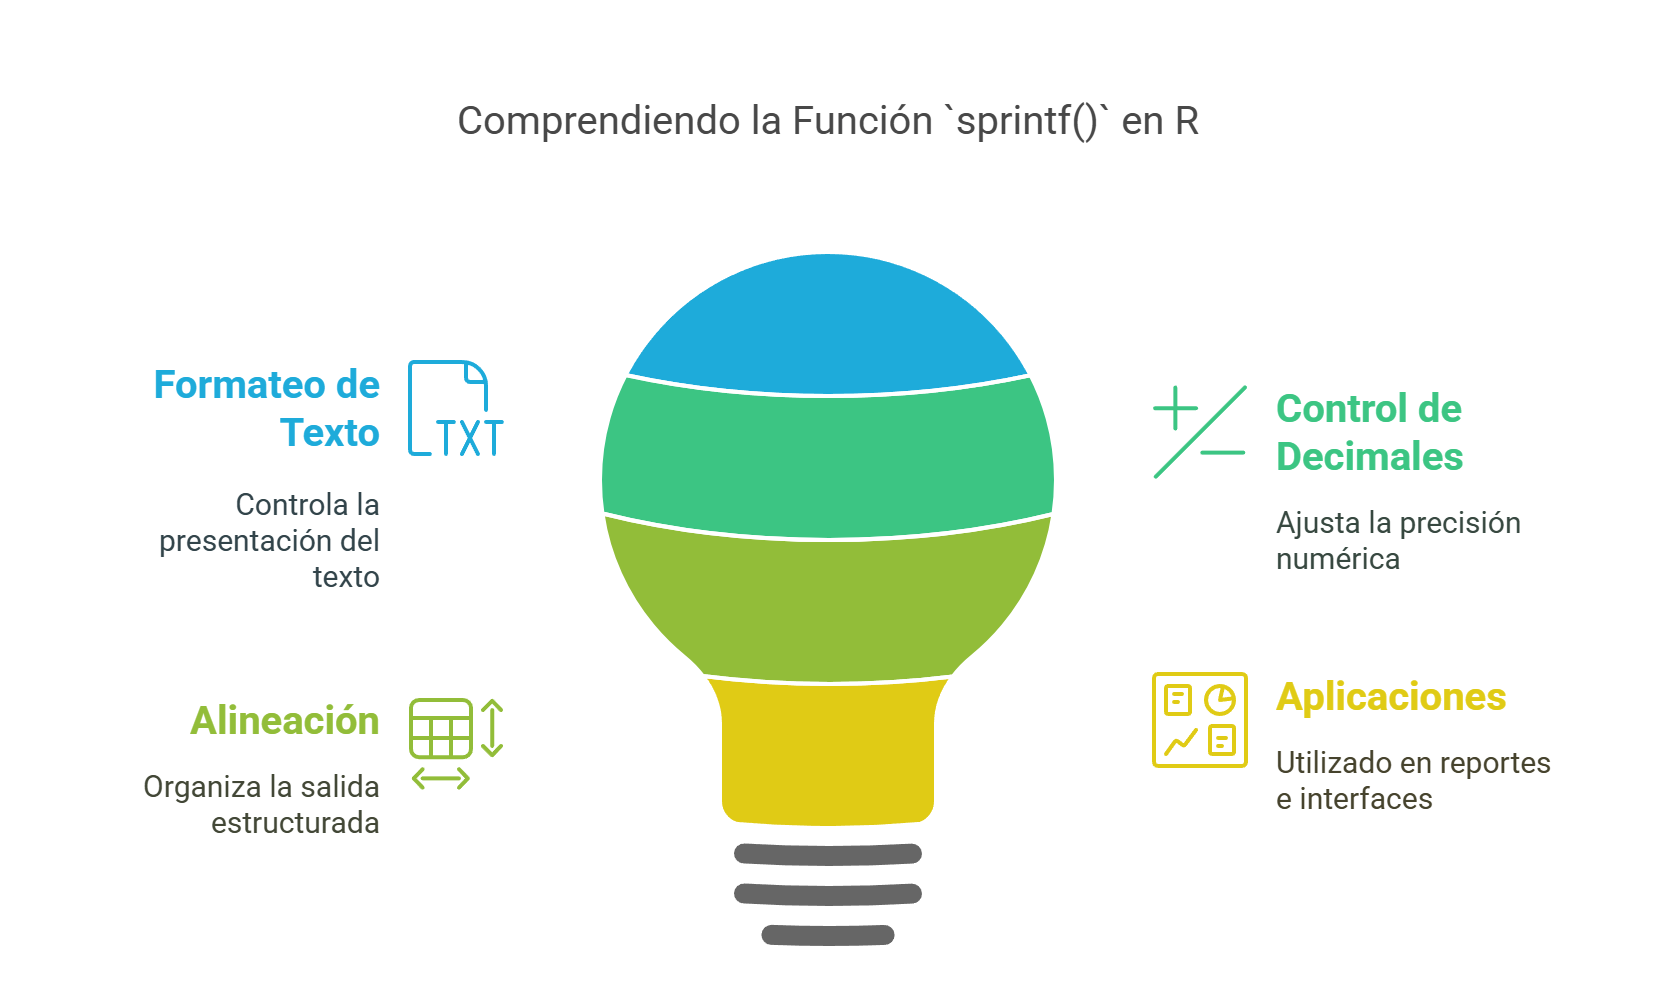 Comprendiendo la Función `sprintf()` en R
Formateo de
Texto
TXT
Controla la
presentación del
texto
Control de
Decimales
Ajusta la precisión
numérica
Alineación
Organiza la salida
estructurada
Aplicaciones
Utilizado en reportes
e interfaces